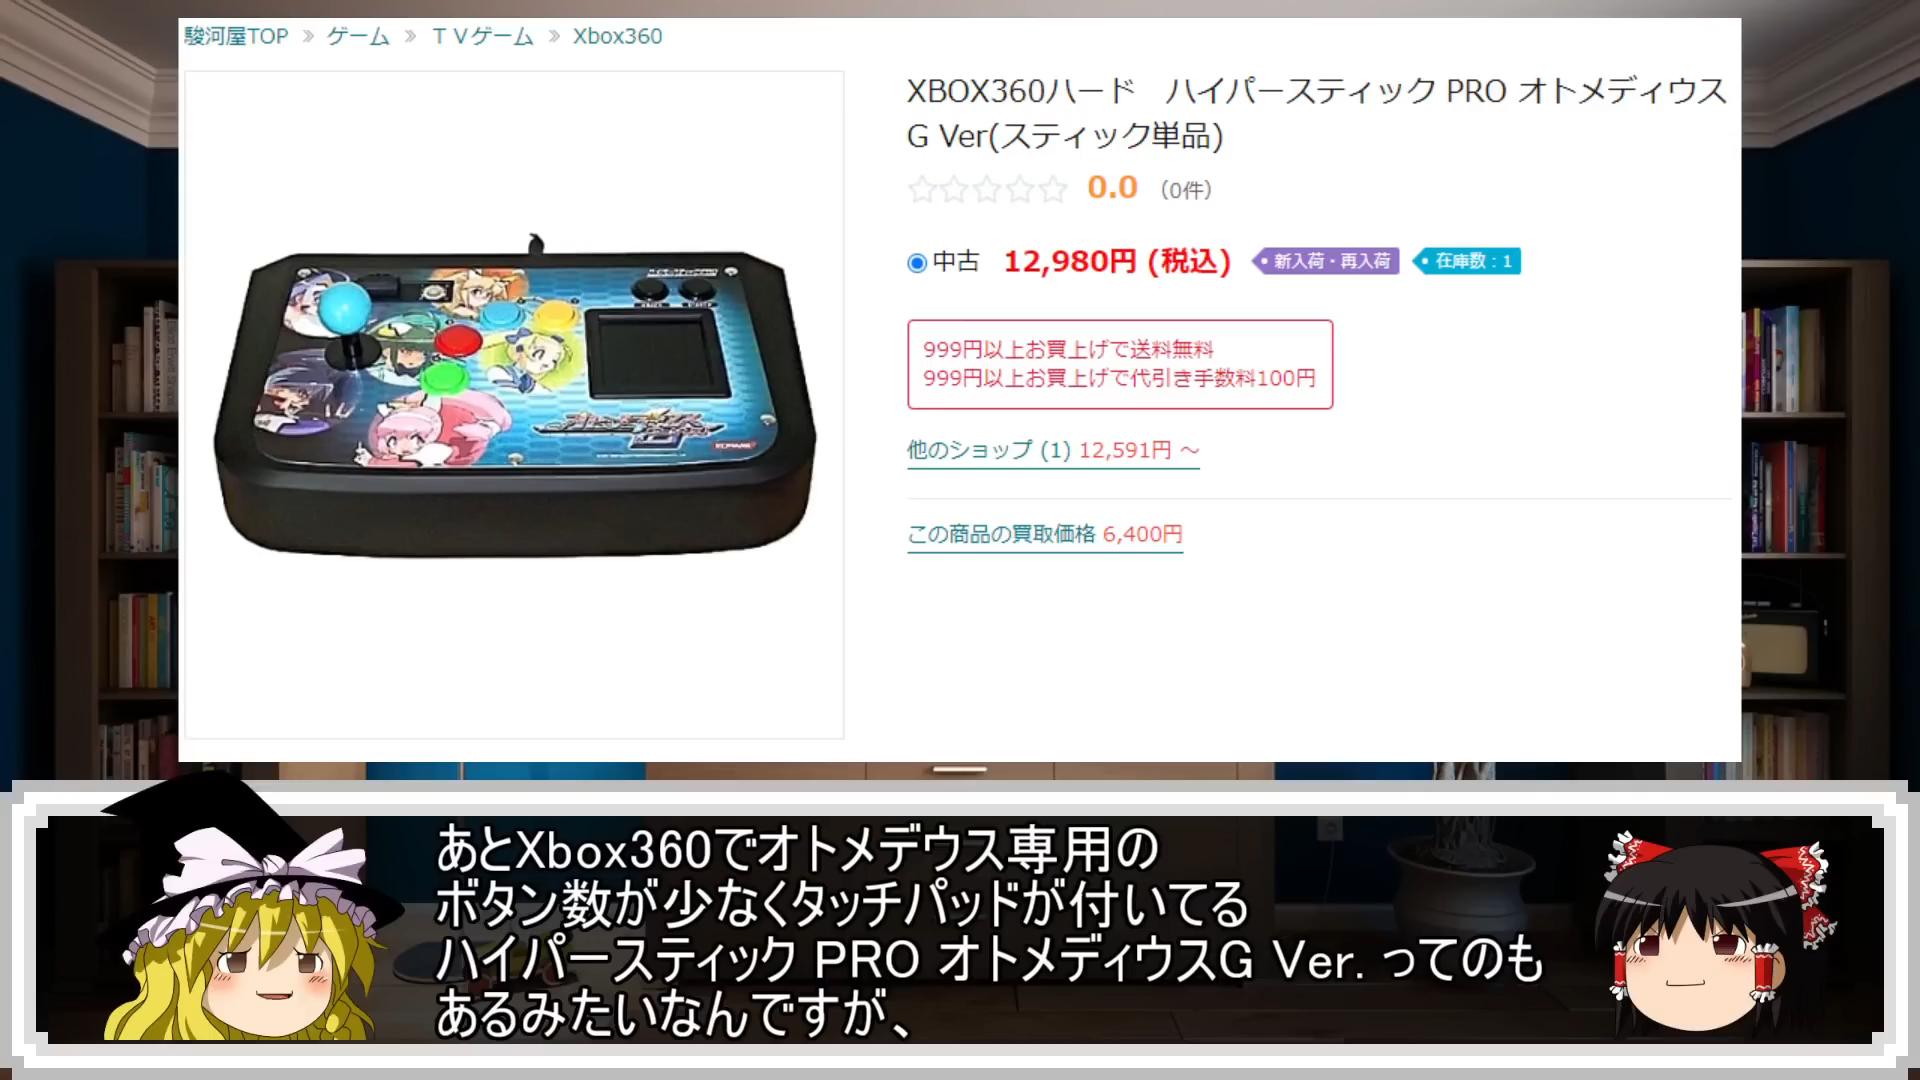 駿河屋TOP » ゲーム » ＴＶゲーム » Xbox360
XBOX360ハード　ハイパースティック PRO オトメディウス
G Ver(スティック単品)
0.0 (0件)
中古 12,980円 (税込) 新入荷・再入荷 在庫数：1
999円以上お買上げで送料無料
999円以上お買上げで代引き手数料100円
他のショップ (1) 12,591円 ～
この商品の買取価格 6,400円
KONAMI
あとXbox360でオトメデウス専用の
ボタン数が少なくタッチパッドが付いてる
ハイパースティック PRO オトメディウスG Ver. ってのも
あるみたいなんですが、